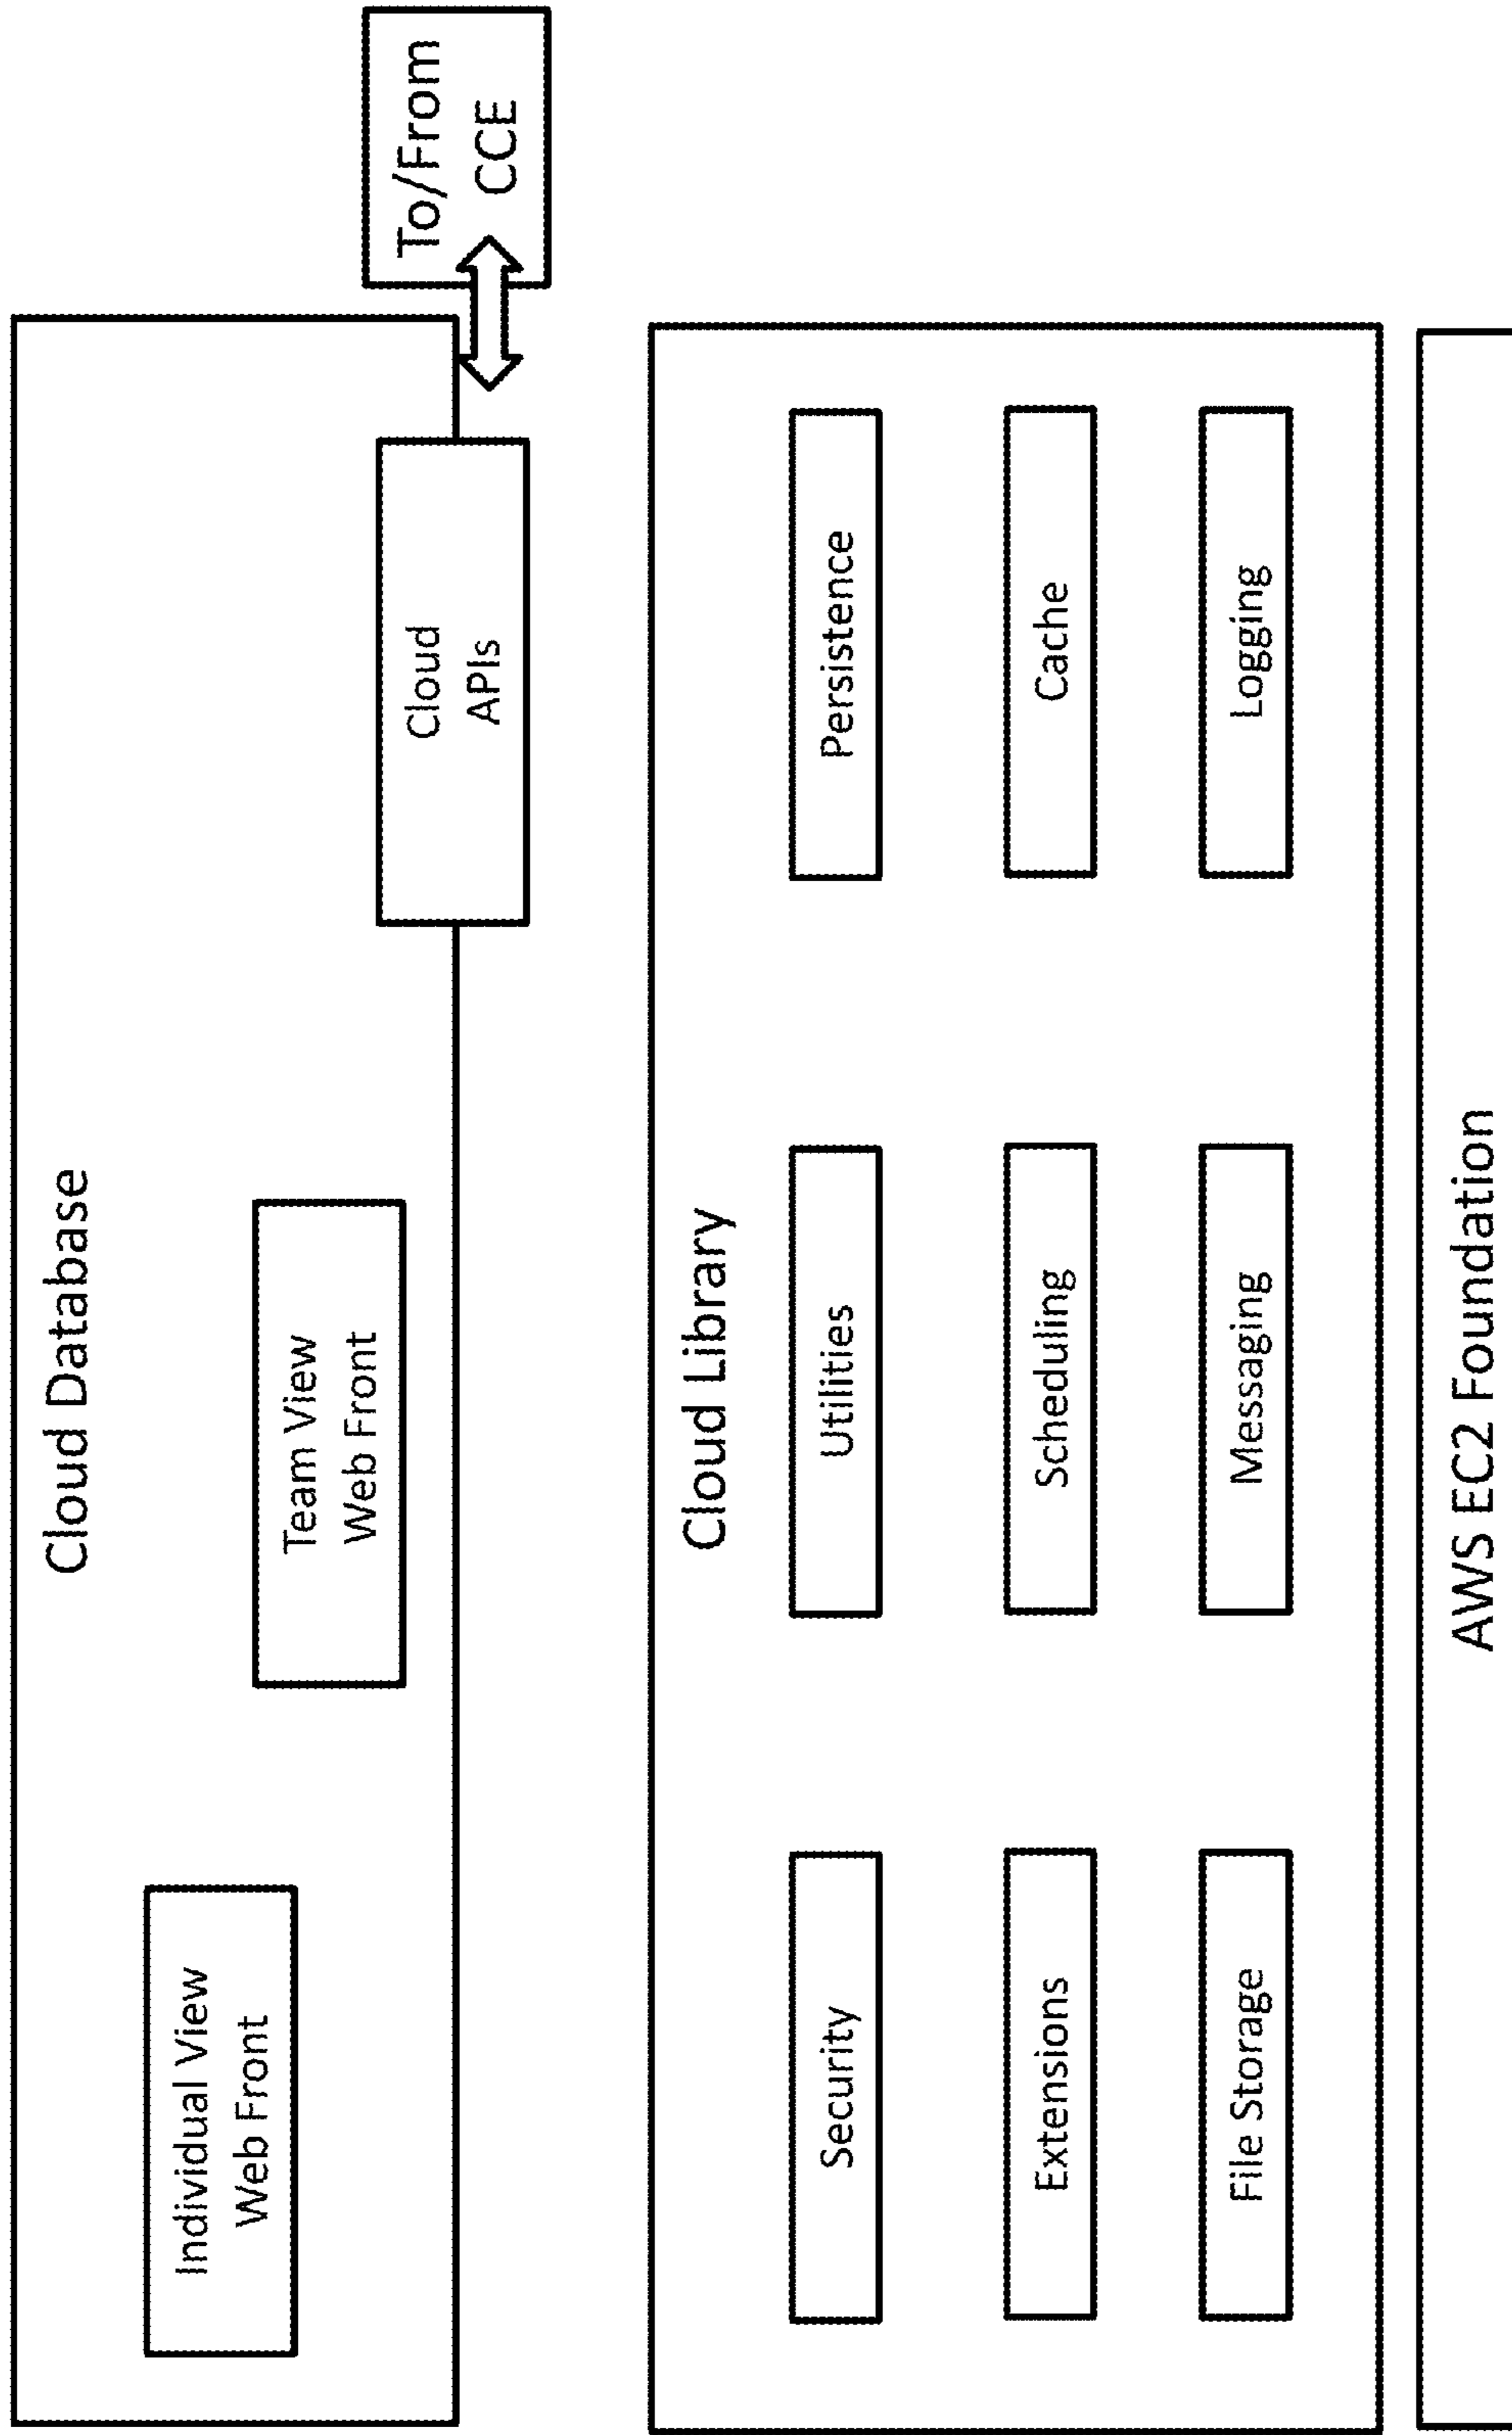 Cloud Database
Individual View
Web Front
Team View
Web Front
Cloud
APIs
To/From
CCE
Cloud Library
Security
Utilities
Persistence
Extensions
Scheduling
Cache
File Storage
Messaging
Logging
AWS EC2 Foundation